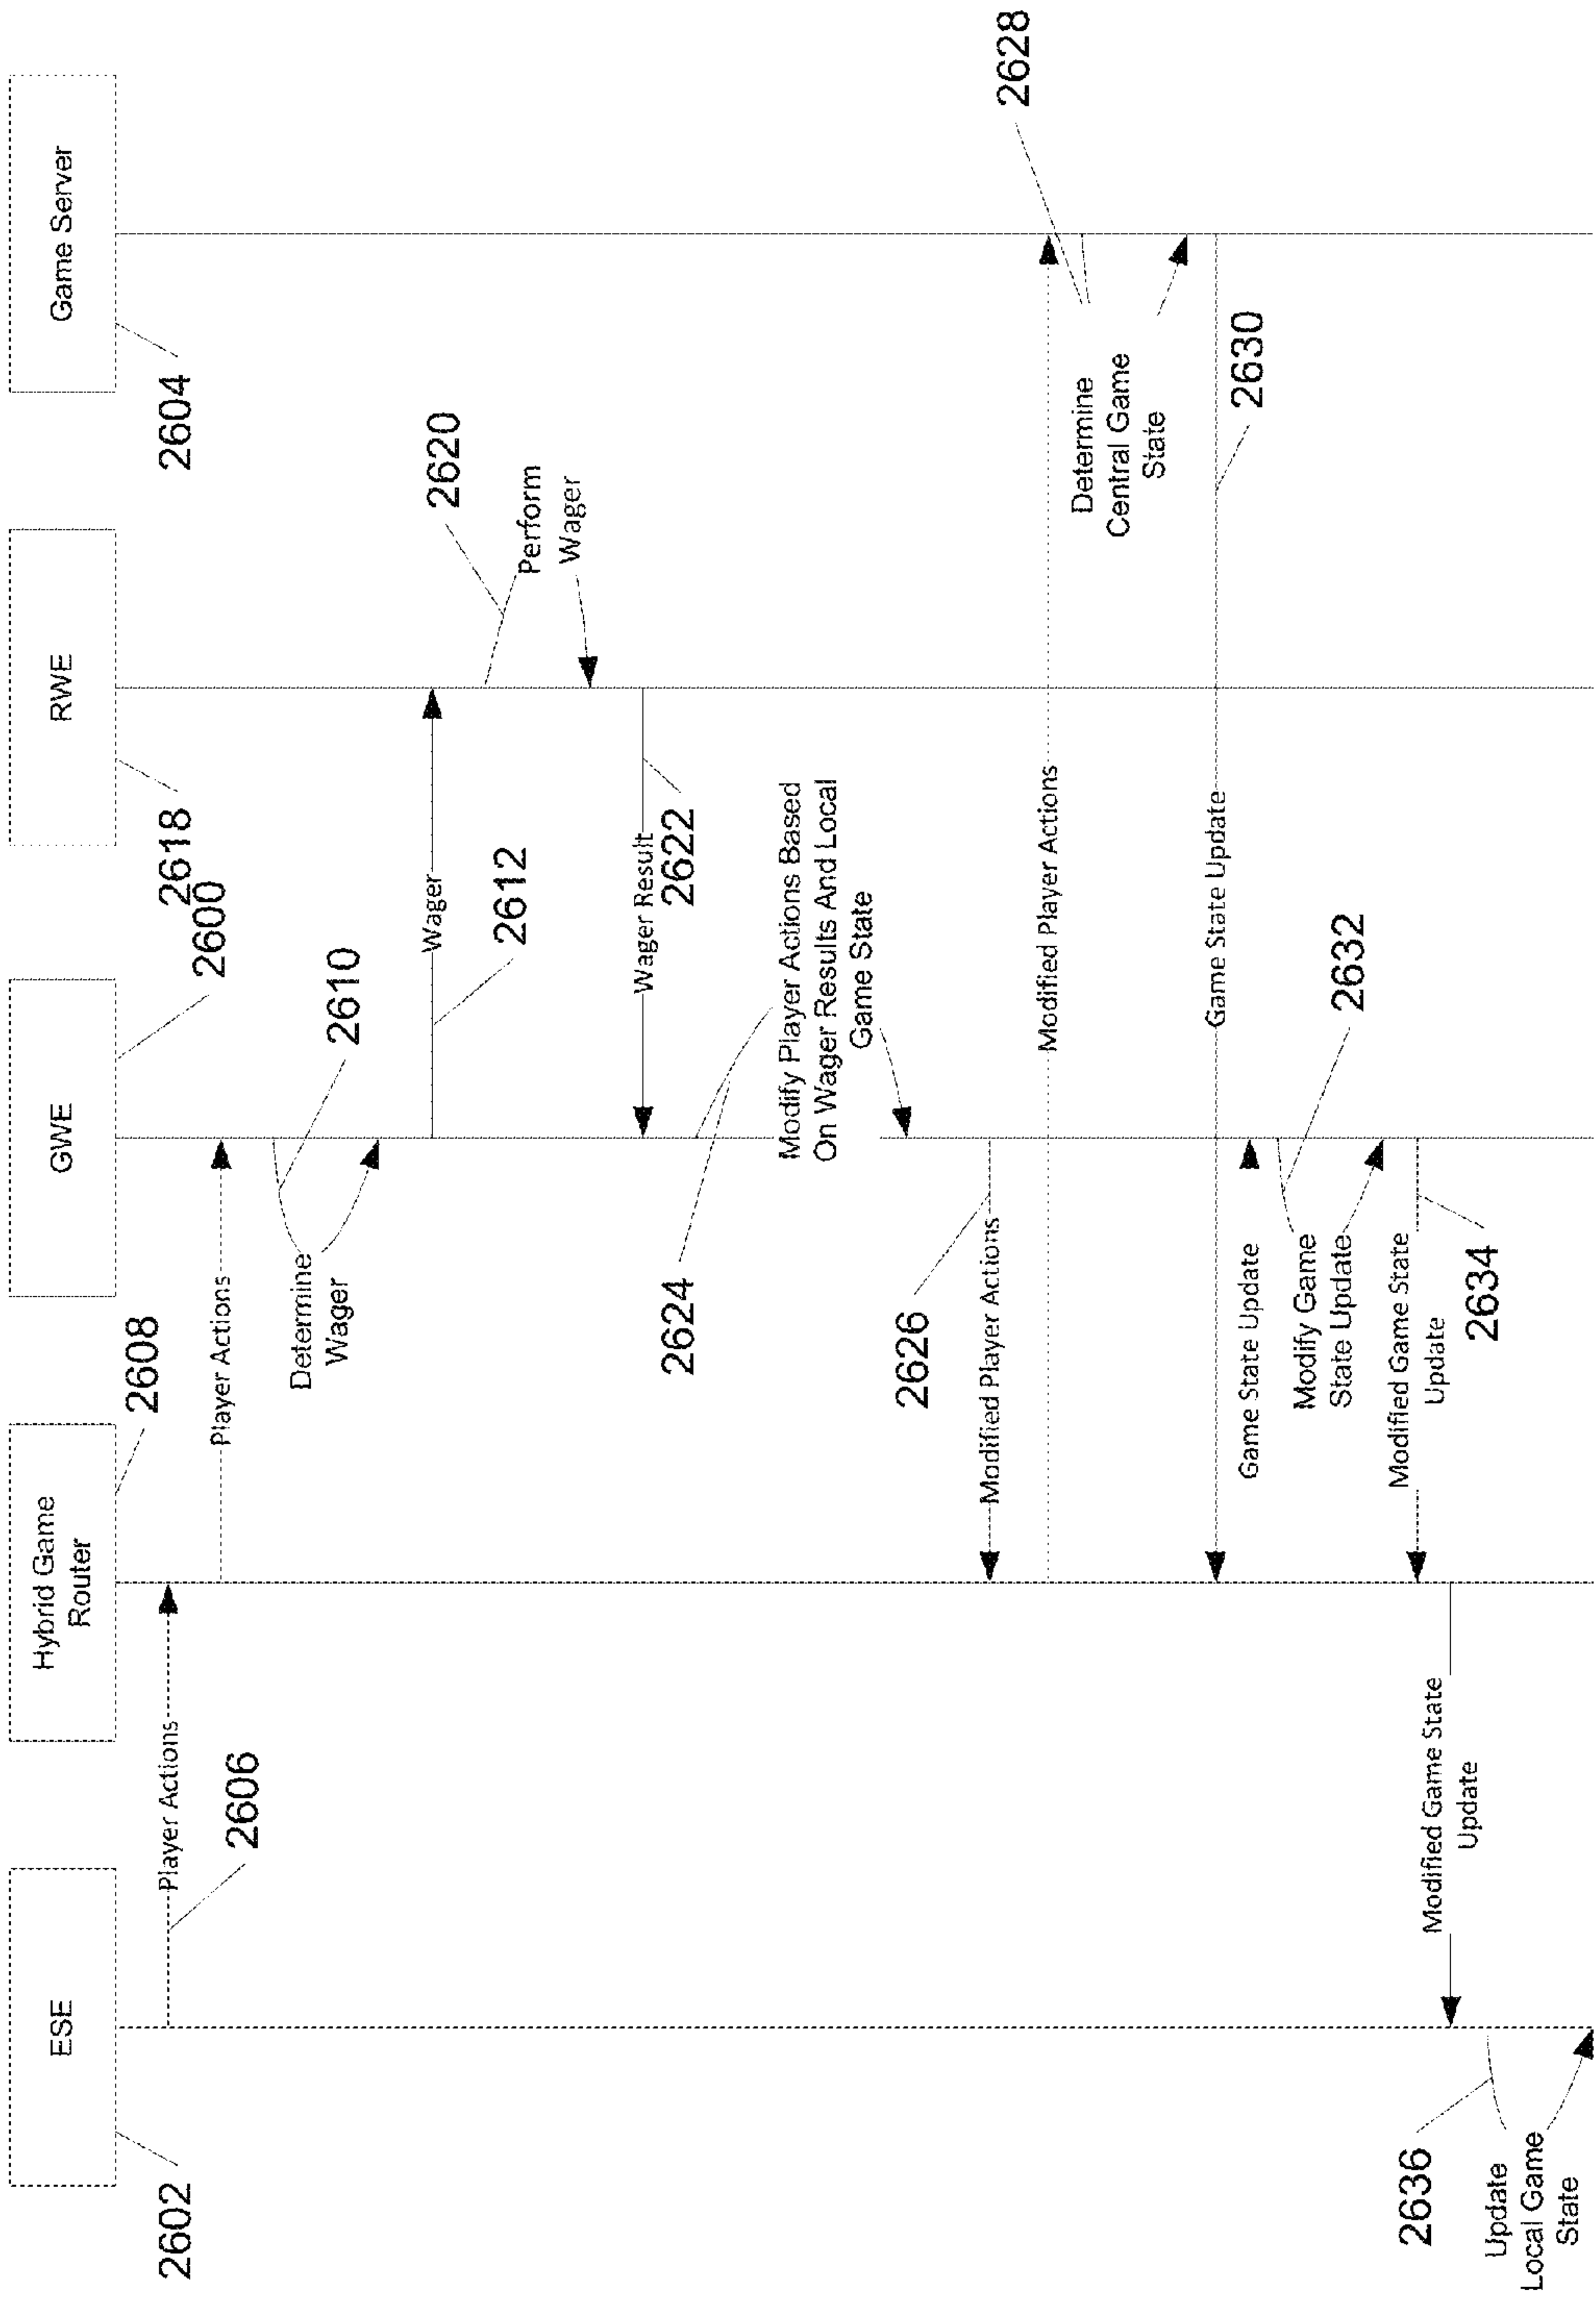 ESE
Hybrid Game
Router
GWE
RWE
Game Server
2602
2608
2600
2618
2604
Player Actions
2606
Player Actions
Determine
Wager
2610
Wager
2612
2620
Perform
Wager
Wager Result
2622
2624
Modify Player Actions Based
On Wager Results And Local
Game State
2626
Modified Player Actions
Modified Player Actions
2628
Determine
Central Game
State
Game State Update
2630
Game State Update
Modify Game
State Update
2632
Modified Game State
Update
2634
Modified Game State
Update
2636
Update
Local Game
State